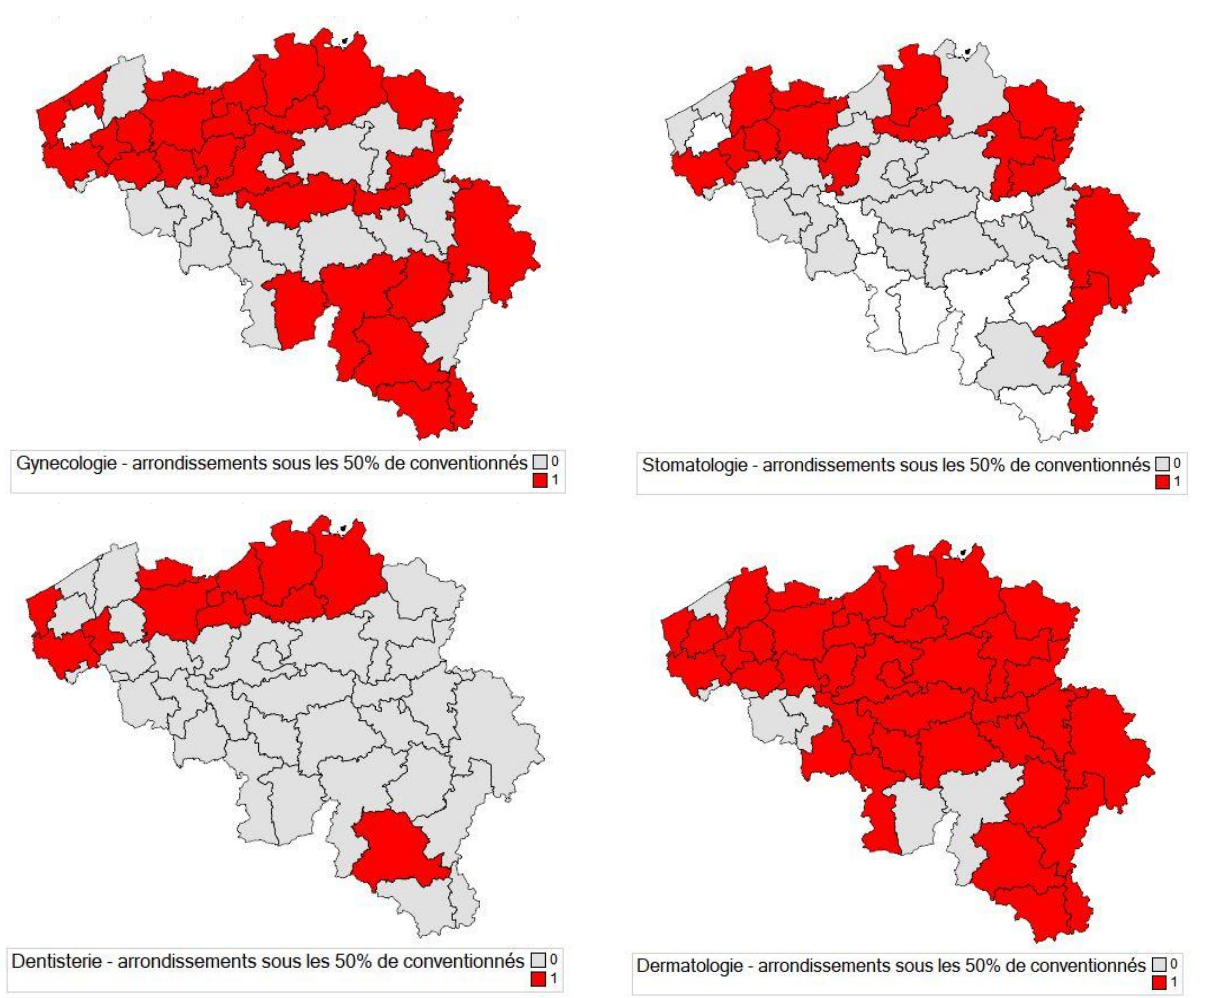 Gynecologie - arrondissements sous les 50% de conventionnés 0
1
Stomatologie - arrondissements sous les 50% de conventionnés 0
1
Dentisterie - arrondissements sous les 50% de conventionnés 0
1
Dermatologie - arrondissements sous les 50% de conventionnés 0
1